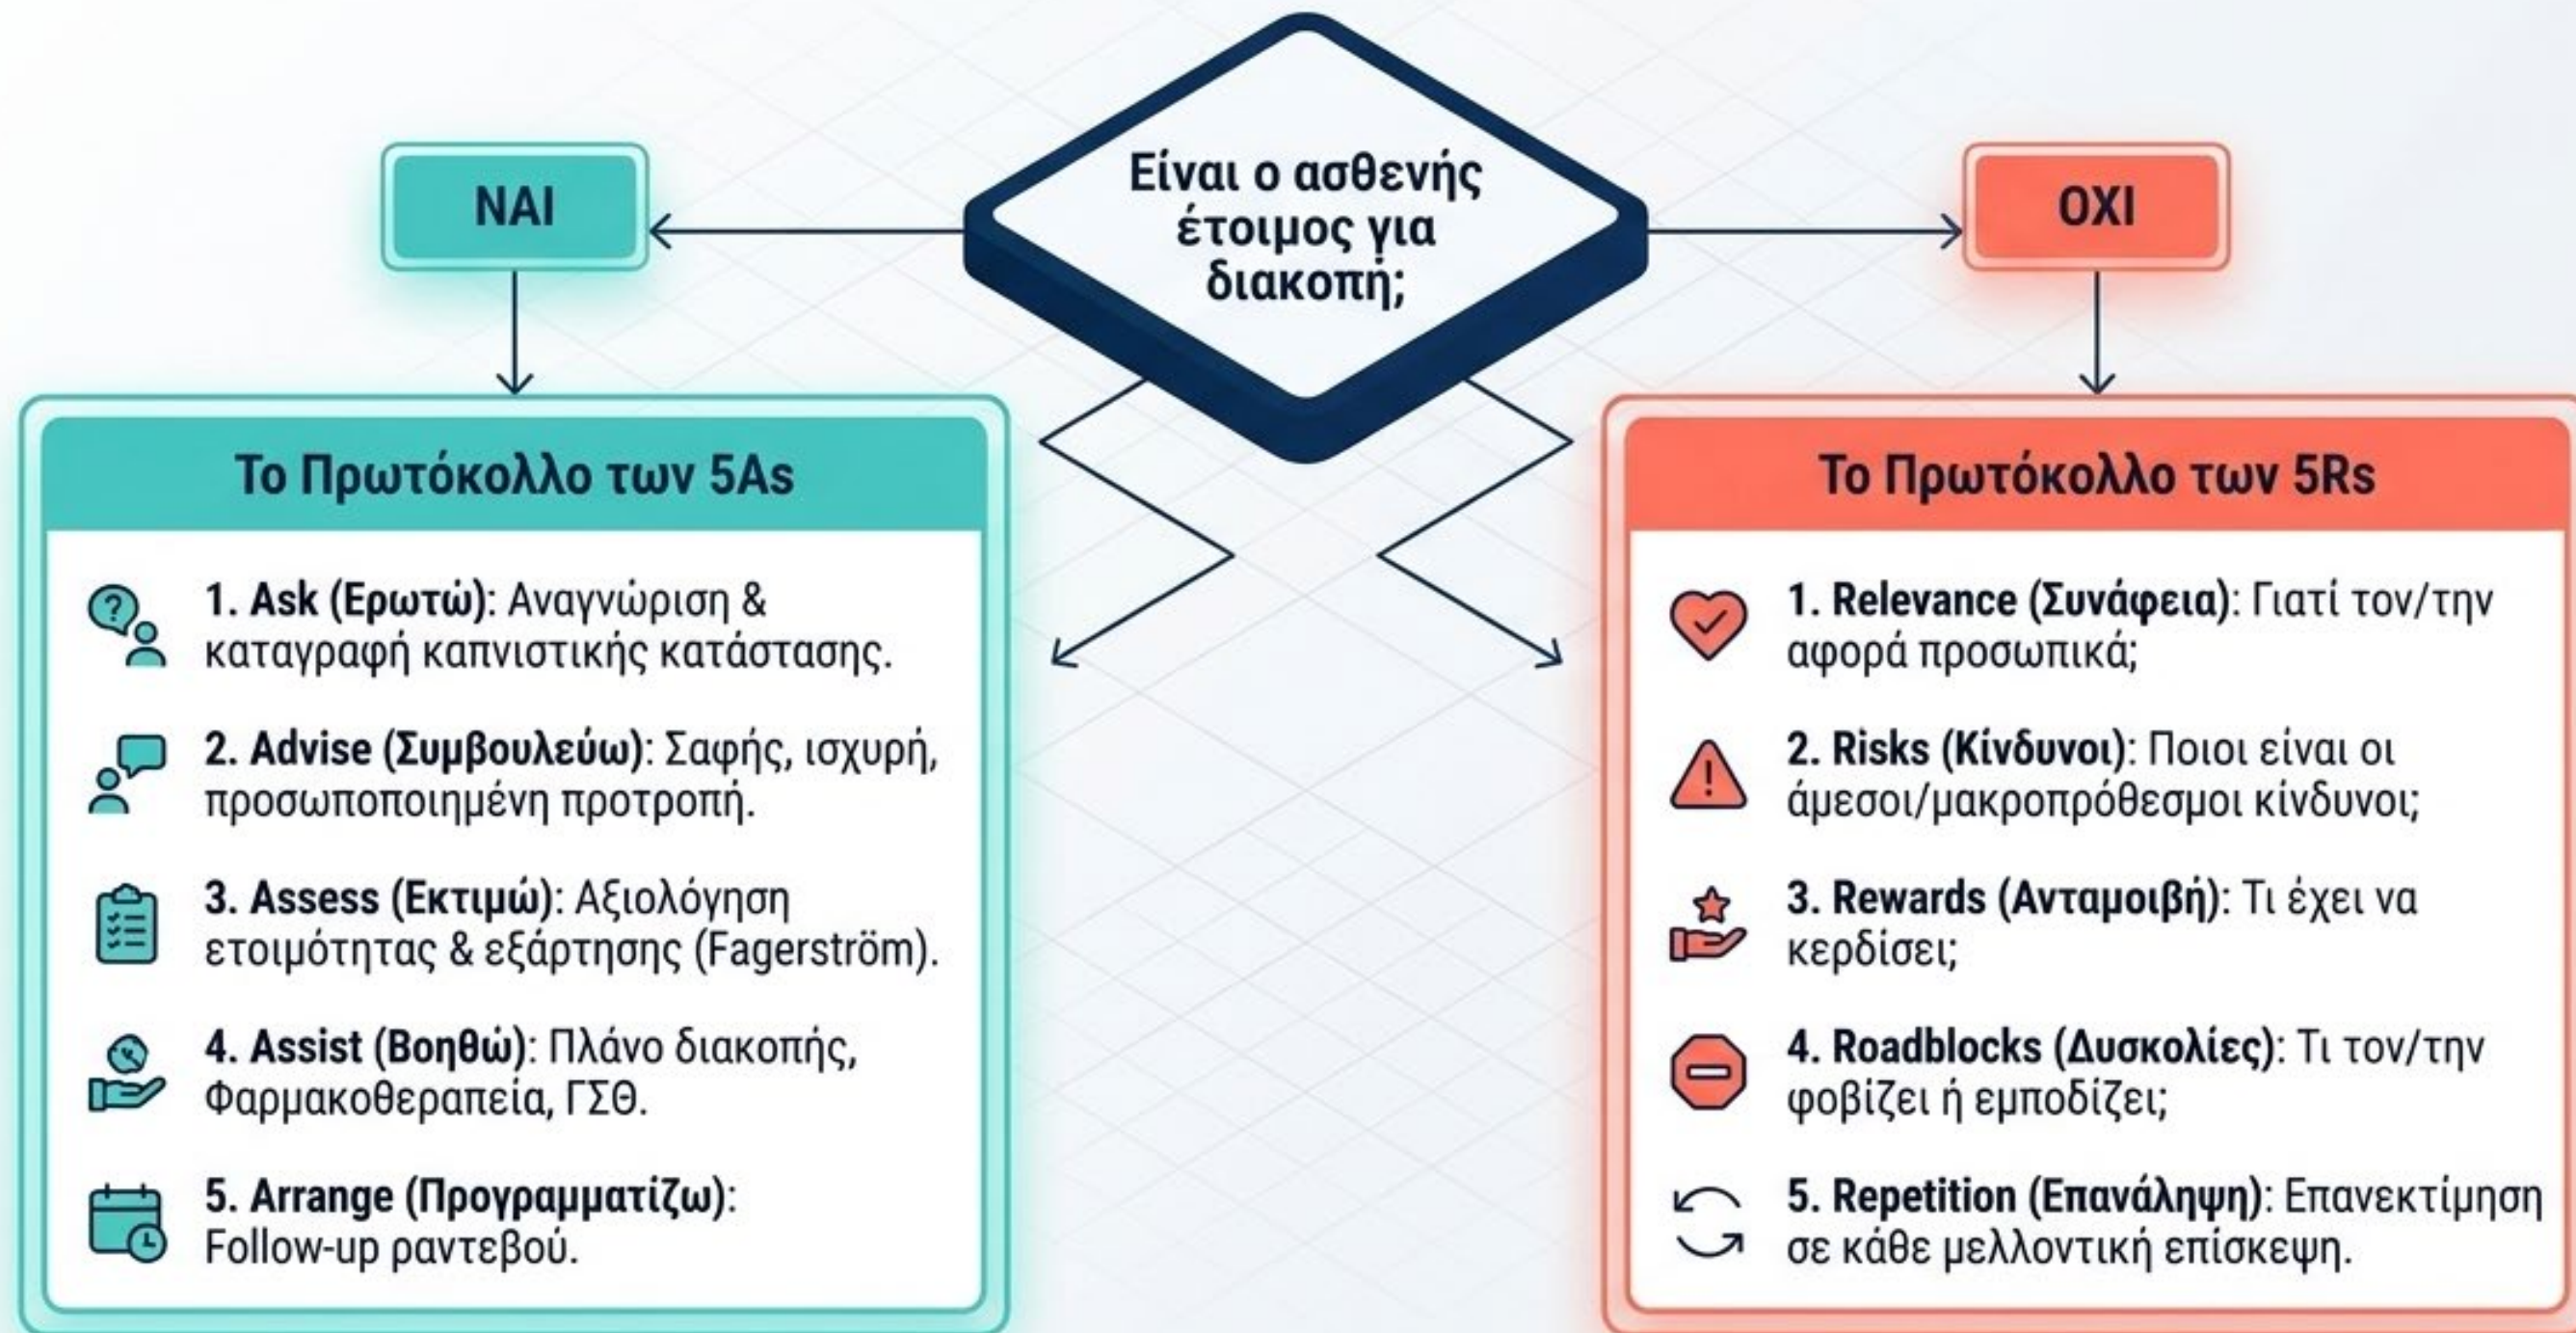 Είναι ο ασθενής
έτοιμος για
διακοπή;
ΝΑΙ
ΟΧΙ
Το Πρωτόκολλο των 5As
1. Ask (Ερωτώ): Αναγνώριση &
καταγραφή καπνιστικής κατάστασης.
2. Advise (Συμβουλεύω): Σαφής, ισχυρή,
προσωποποιημένη προτροπή.
3. Assess (Εκτιμώ): Αξιολόγηση
ετοιμότητας & εξάρτησης (Fagerström).
4. Assist (Βοηθώ): Πλάνο διακοπής,
Φαρμακοθεραπεία, ΓΣΘ.
5. Arrange (Προγραμματίζω):
Follow-up ραντεβού.
Το Πρωτόκολλο των 5Rs
1. Relevance (Συνάφεια): Γιατί τον/την
αφορά προσωπικά;
2. Risks (Κίνδυνοι): Ποιοι είναι οι
άμεσοι/μακροπρόθεσμοι κίνδυνοι;
3. Rewards (Ανταμοιβή): Τι έχει να
κερδίσει;
4. Roadblocks (Δυσκολίες): Τι τον/την
φοβίζει ή εμποδίζει;
5. Repetition (Επανάληψη): Επανεκτίμηση
σε κάθε μελλοντική επίσκεψη.